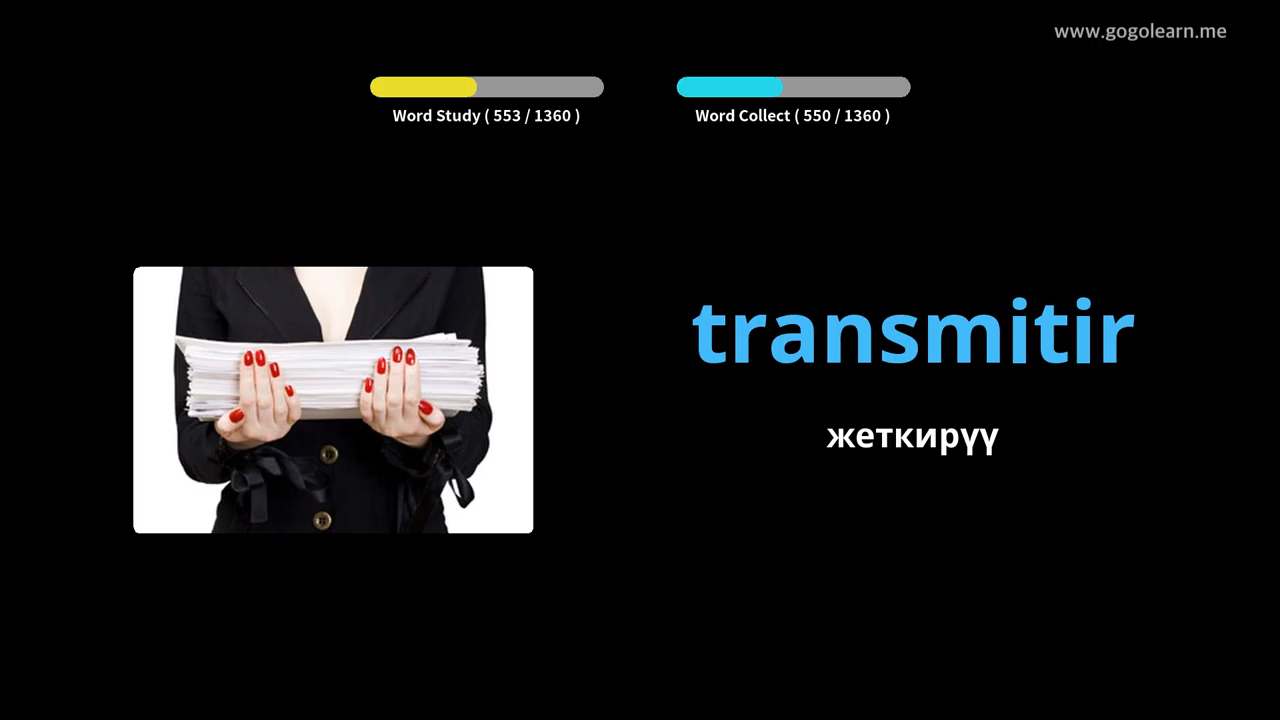 www.gogolearn.me
Word Study ( 553 / 1360 )
Word Collect ( 550 / 1360 )
transmitir
жеткирүү